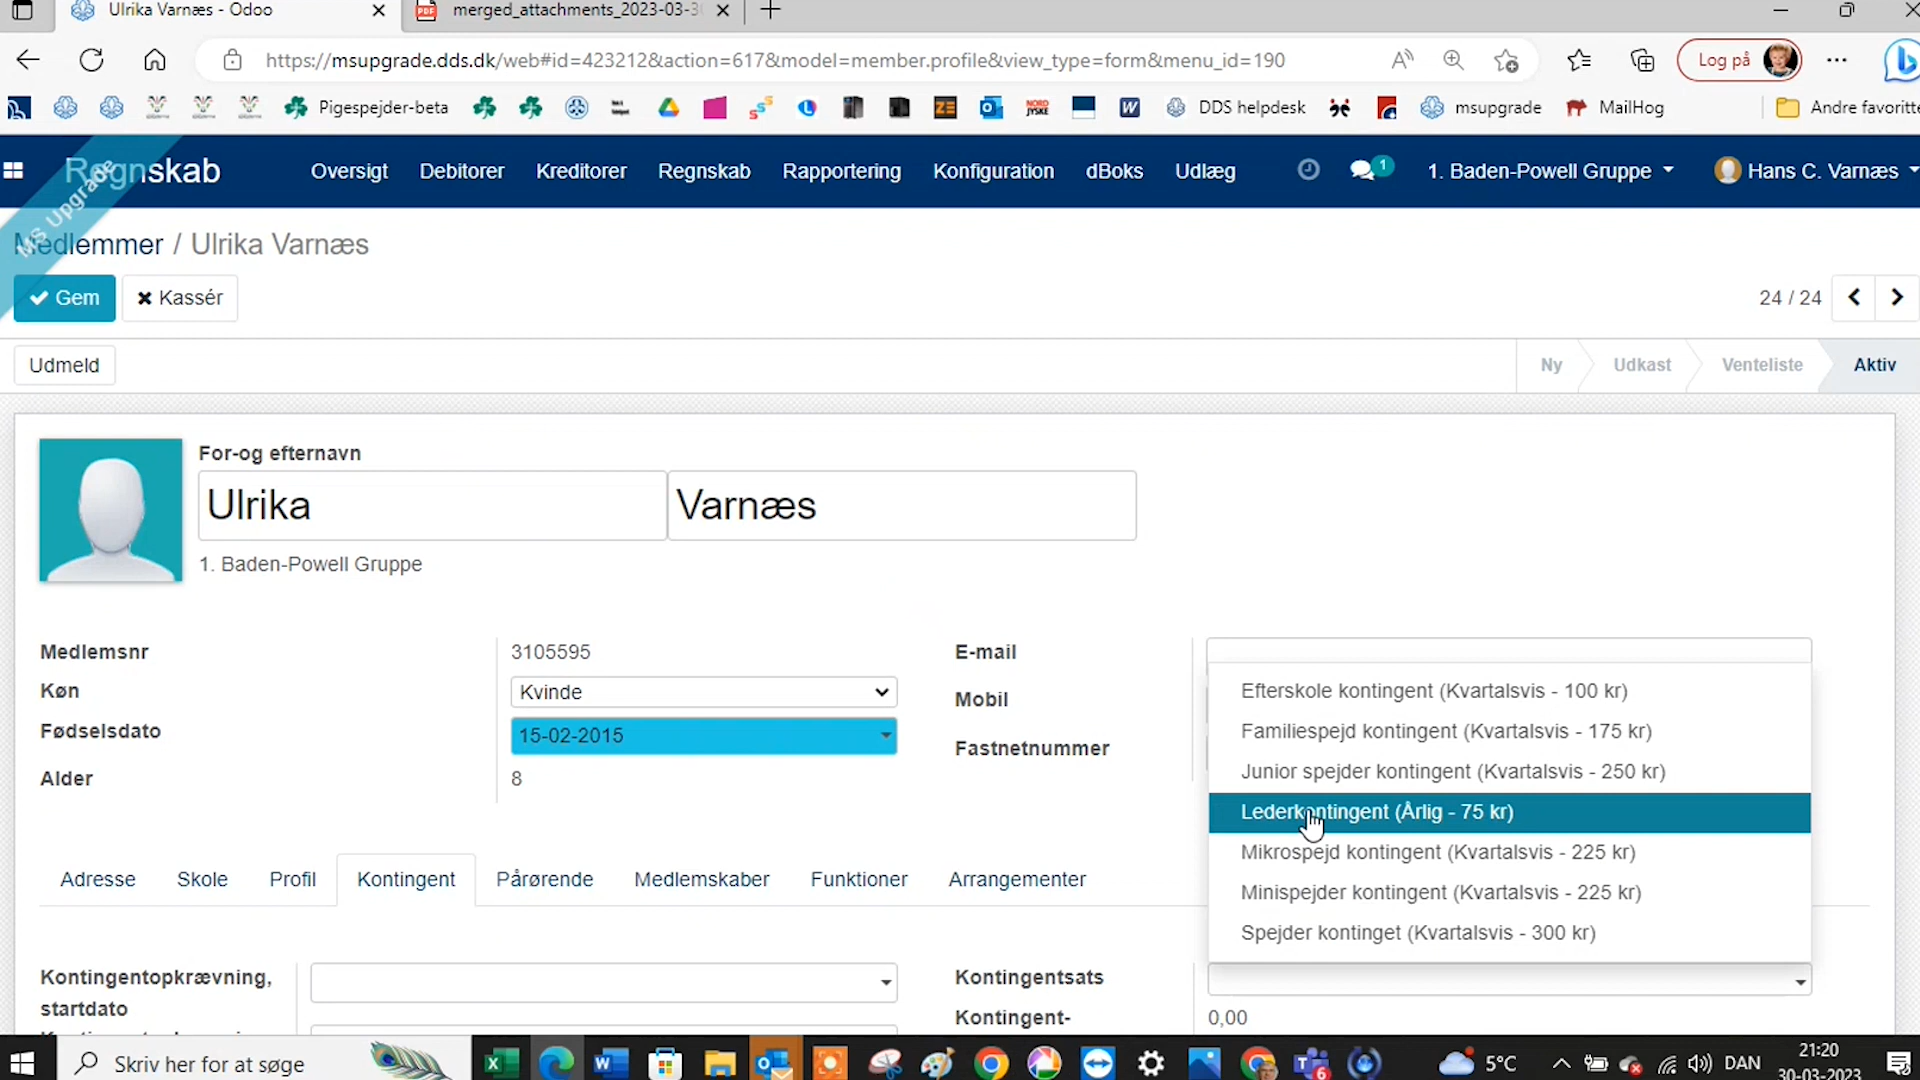 Ulrika Varnæs - Odoo
merged_attachments_2023-03-3
https://msupgrade.dds.dk/web#id=423212&action=617&model=member.profile&view_type=form&menu_id=190
Log på
Pigespejder-beta
DDS helpdesk
msupgrade
MailHog
Andre favoritte
Regnskab
Oversigt
Debitorer
Kreditorer
Regnskab
Rapportering
Konfiguration
dBoks
Udlæg
1
1. Baden-Powell Gruppe
Hans C. Varnæs
MS Upgrade
Medlemmer / Ulrika Varnæs
Gem
Kassér
24 / 24
Udmeld
Ny
Udkast
Venteliste
Aktiv
For-og efternavn
Ulrika
Varnæs
1. Baden-Powell Gruppe
Medlemsnr
3105595
Køn
Kvinde
Fødselsdato
15-02-2015
Alder
8
E-mail
Mobil
Fastnetnummer
Efterskole kontingent (Kvartalsvis - 100 kr)
Familiespejd kontingent (Kvartalsvis - 175 kr)
Junior spejder kontingent (Kvartalsvis - 250 kr)
Lederkontingent (Årlig - 75 kr)
Mikrospejd kontingent (Kvartalsvis - 225 kr)
Minispejder kontingent (Kvartalsvis - 225 kr)
Spejder kontinget (Kvartalsvis - 300 kr)
Adresse
Skole
Profil
Kontingent
Pårørende
Medlemskaber
Funktioner
Arrangementer
Kontingentopkrævning,
startdato
Kontingentsats
Kontingent-
0,00
Skriv her for at søge
5°C
DAN
21:20
30-03-2023